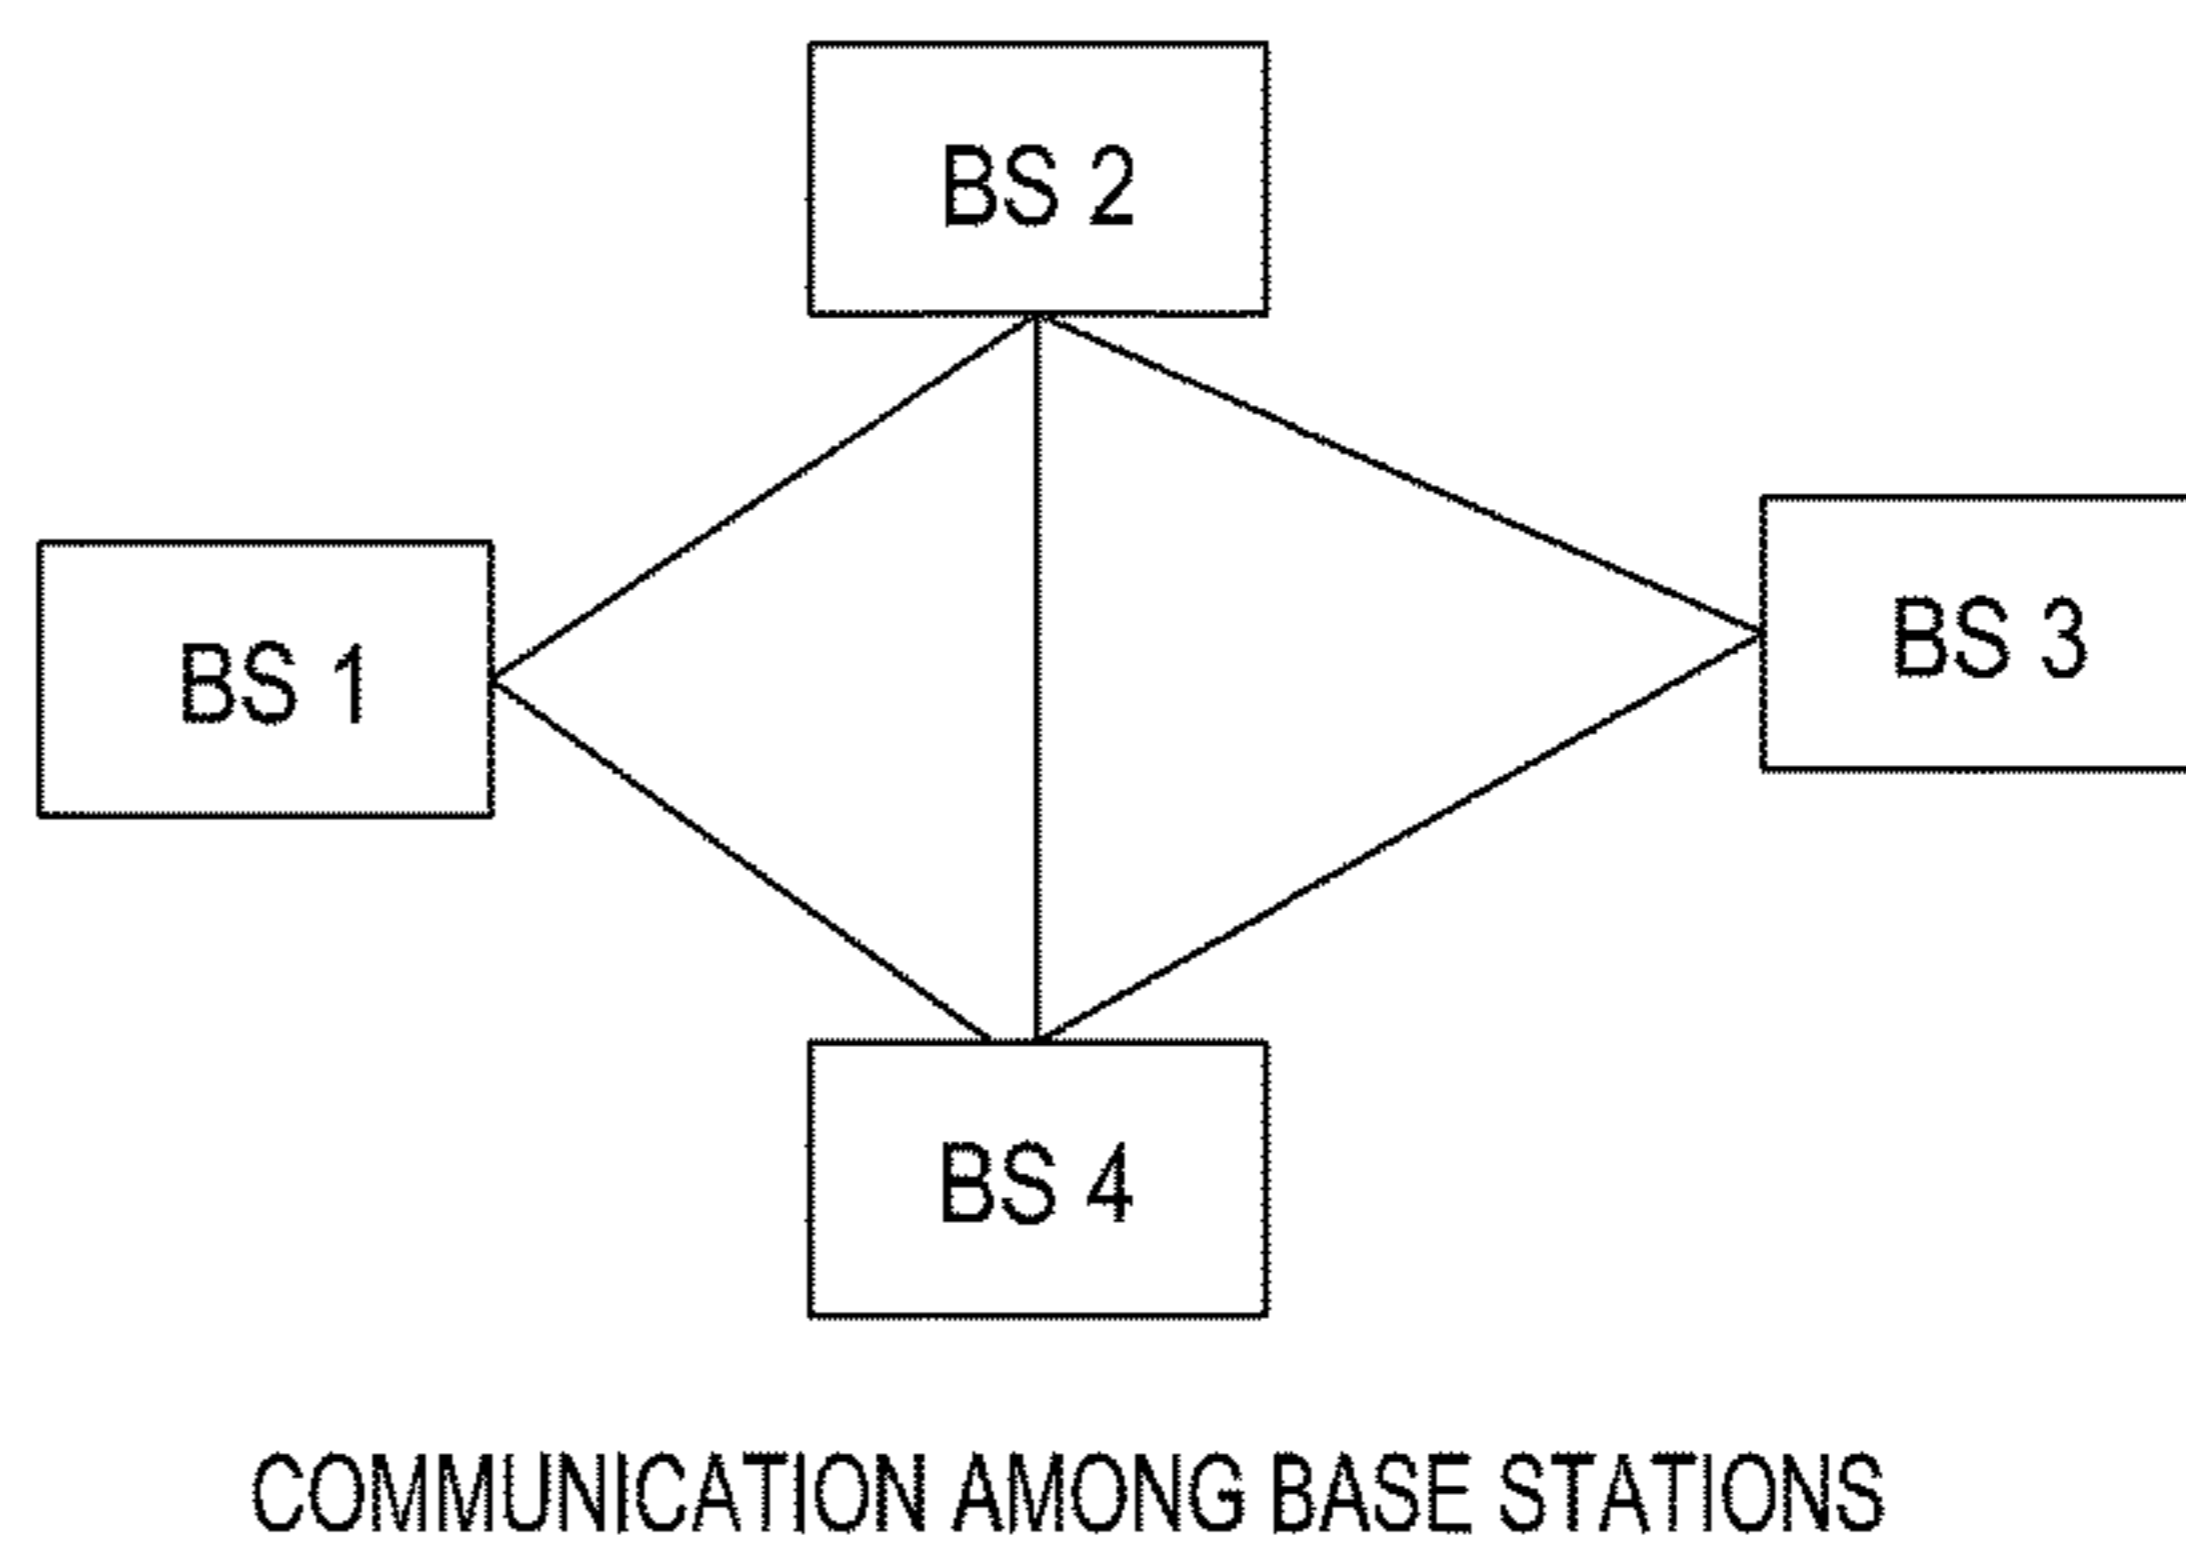 BS 2
BS 1
BS 3
BS 4
COMMUNICATION AMONG BASE STATIONS